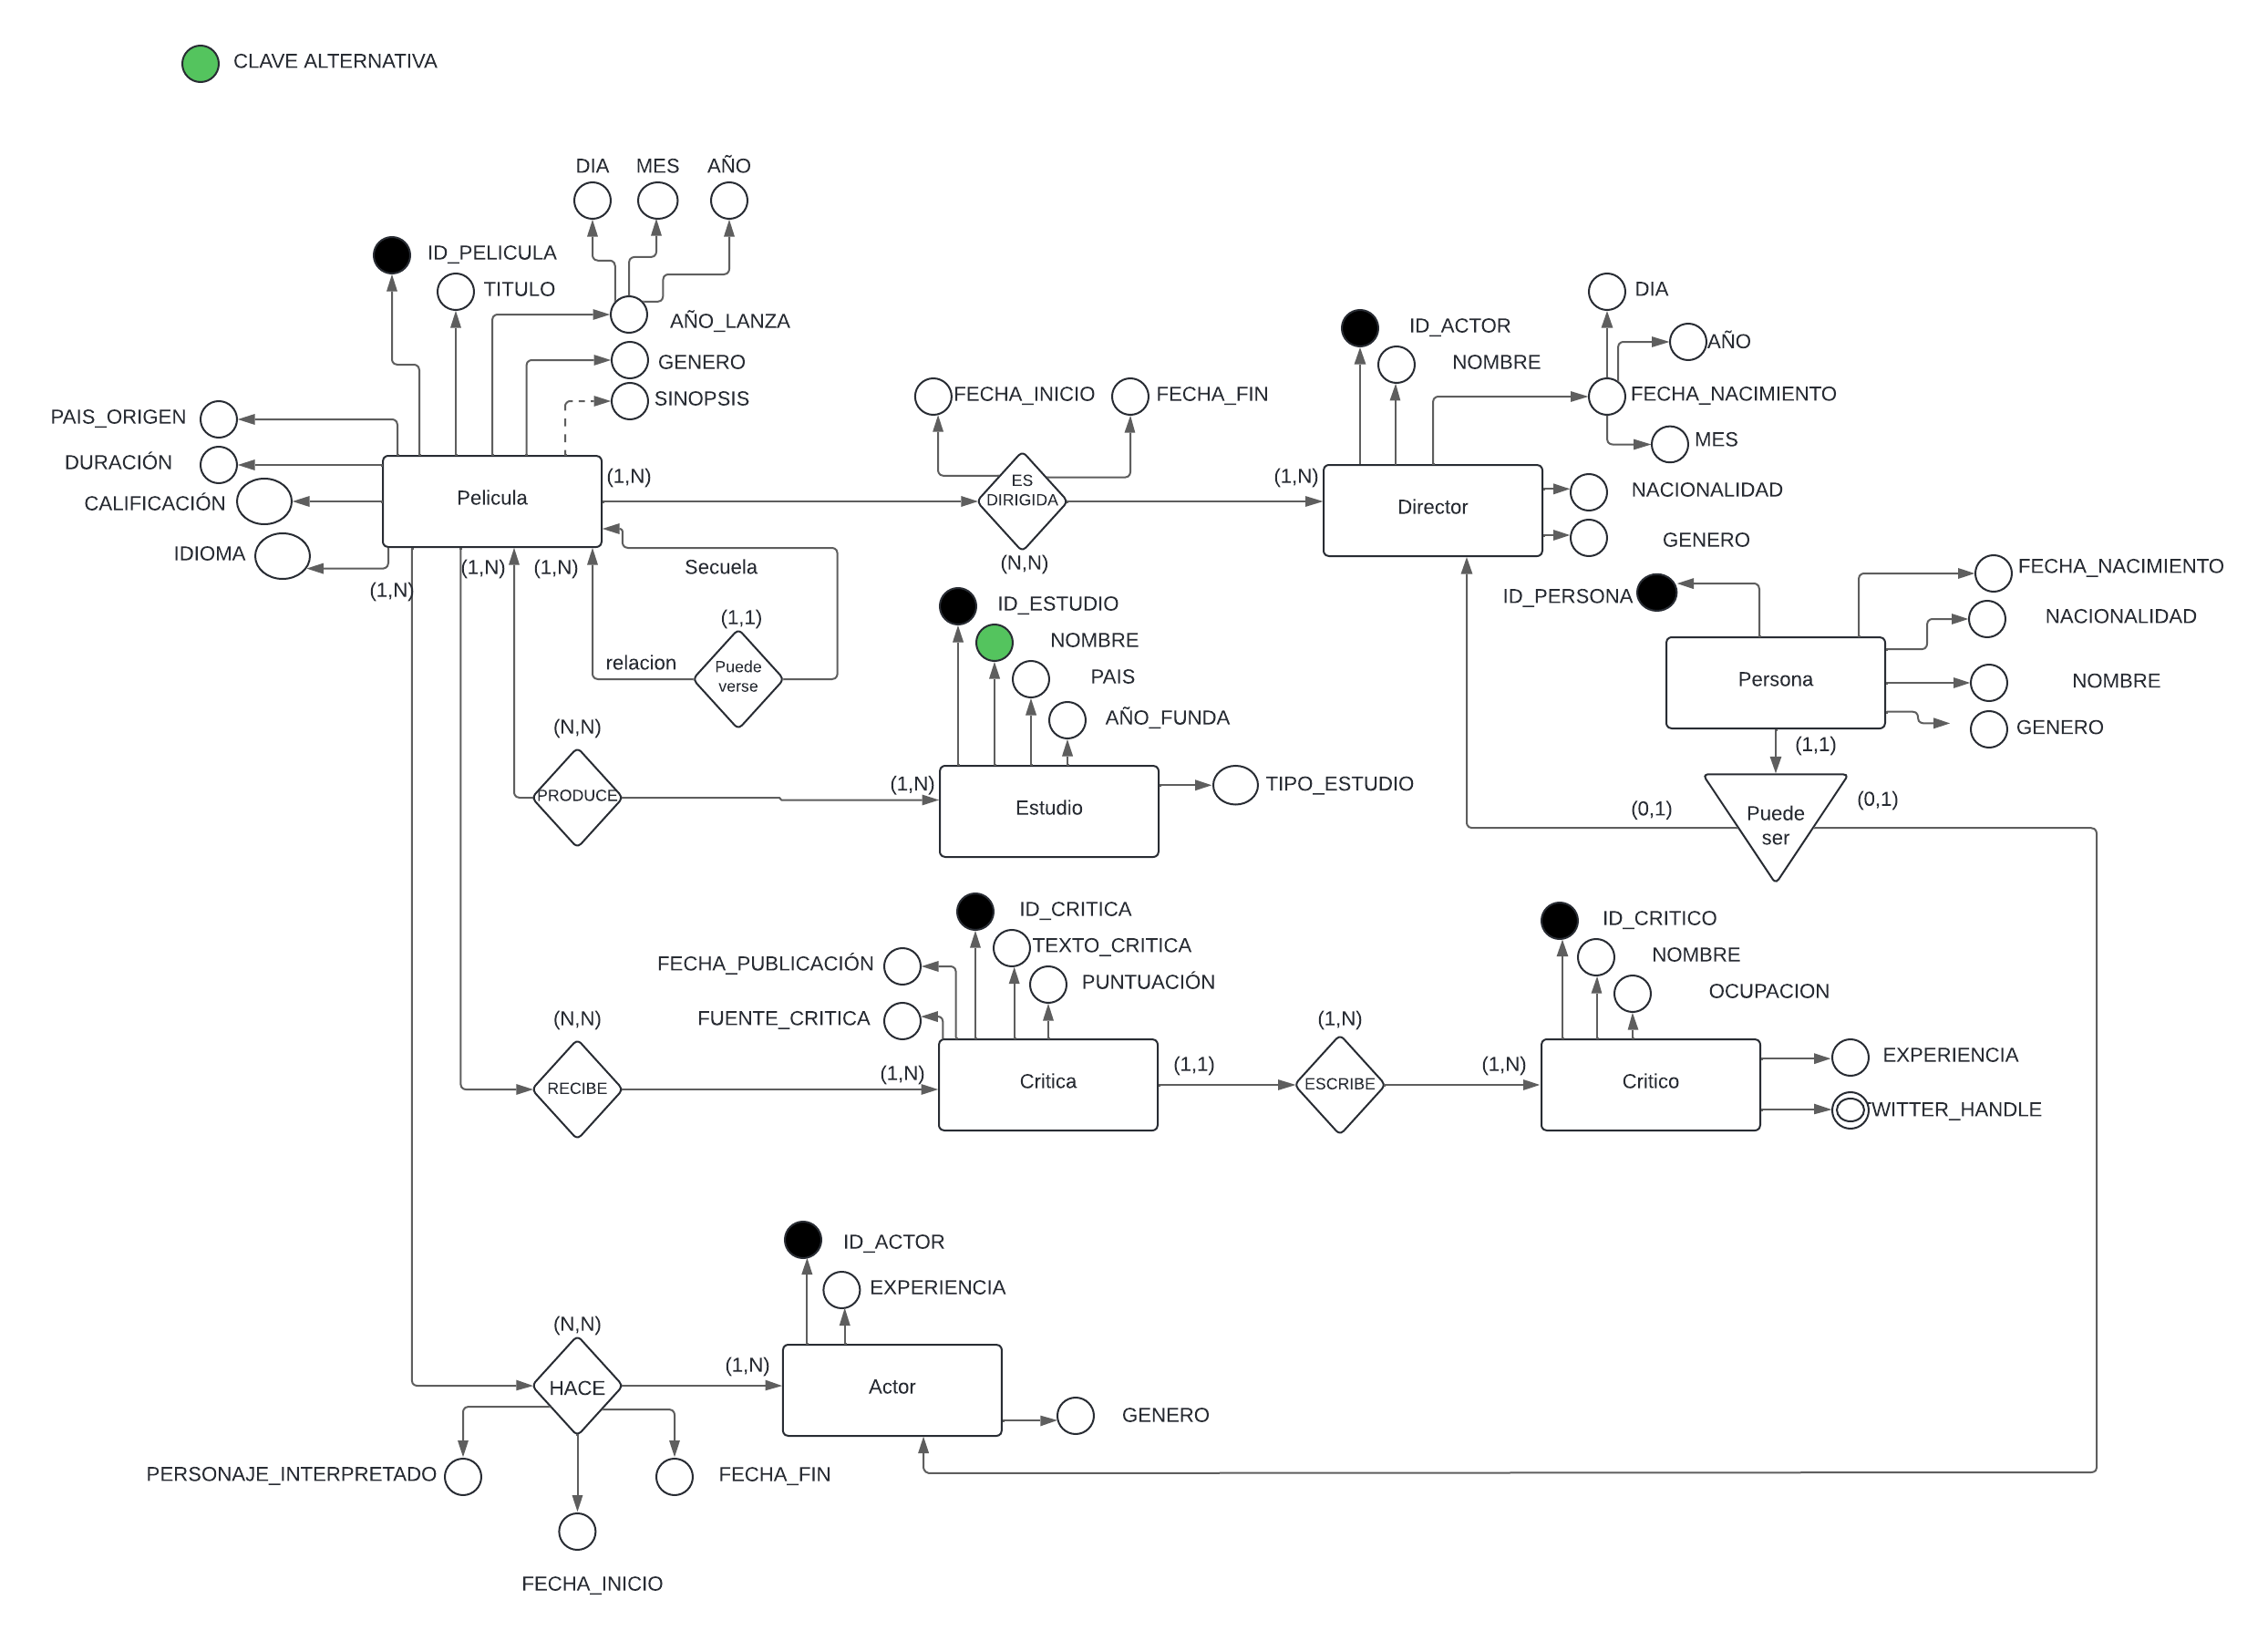 CLAVE ALTERNATIVA
DIA
MES
AÑO
ID_PELICULA
TITULO
AÑO_LANZA
GENERO
SINOPSIS
PAIS_ORIGEN
DURACIÓN
CALIFICACIÓN
IDIOMA
Pelicula
(1,N)
(1,N)
(1,N)
(1,N)
FECHA_INICIO
FECHA_FIN
ES
DIRIGIDA
(N,N)
(1,N)
ID_ACTOR
NOMBRE
DIA
AÑO
FECHA_NACIMIENTO
MES
NACIONALIDAD
GENERO
Director
Secuela
(1,1)
relacion
Puede
verse
ID_ESTUDIO
NOMBRE
PAIS
AÑO_FUNDA
(N,N)
PRODUCE
(1,N)
Estudio
TIPO_ESTUDIO
ID_PERSONA
FECHA_NACIMIENTO
NACIONALIDAD
NOMBRE
GENERO
Persona
(1,1)
(0,1)
Puede
ser
(0,1)
ID_CRITICA
TEXTO_CRITICA
PUNTUACIÓN
FECHA_PUBLICACIÓN
FUENTE_CRITICA
(N,N)
RECIBE
(1,N)
Critica
(1,1)
(1,N)
ESCRIBE
(1,N)
ID_CRITICO
NOMBRE
OCUPACION
Critico
EXPERIENCIA
TWITTER_HANDLE
ID_ACTOR
EXPERIENCIA
(N,N)
HACE
(1,N)
Actor
GENERO
PERSONAJE_INTERPRETADO
FECHA_FIN
FECHA_INICIO